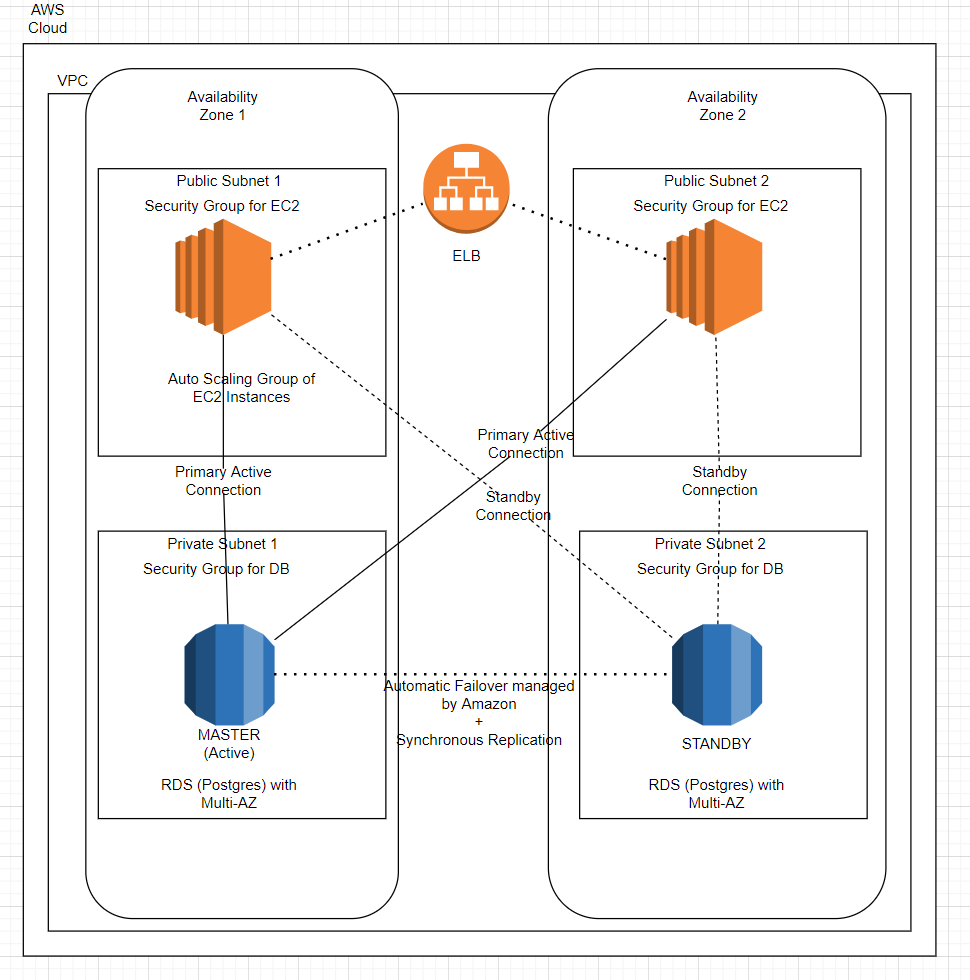 AWS
Cloud
VPC
Availability
Zone 1
Availability
Zone 2
Public Subnet 1
Security Group for EC2
Public Subnet 2
Security Group for EC2
ELB
Auto Scaling Group of
EC2 Instances
Primary Active
Connection
Primary Active
Connection
Standby
Connection
Standby
Connection
Private Subnet 1
Security Group for DB
Private Subnet 2
Security Group for DB
Automatic Failover managed
by Amazon
+
Synchronous Replication
MASTER
(Active)
STANDBY
RDS (Postgres) with
Multi-AZ
RDS (Postgres) with
Multi-AZ